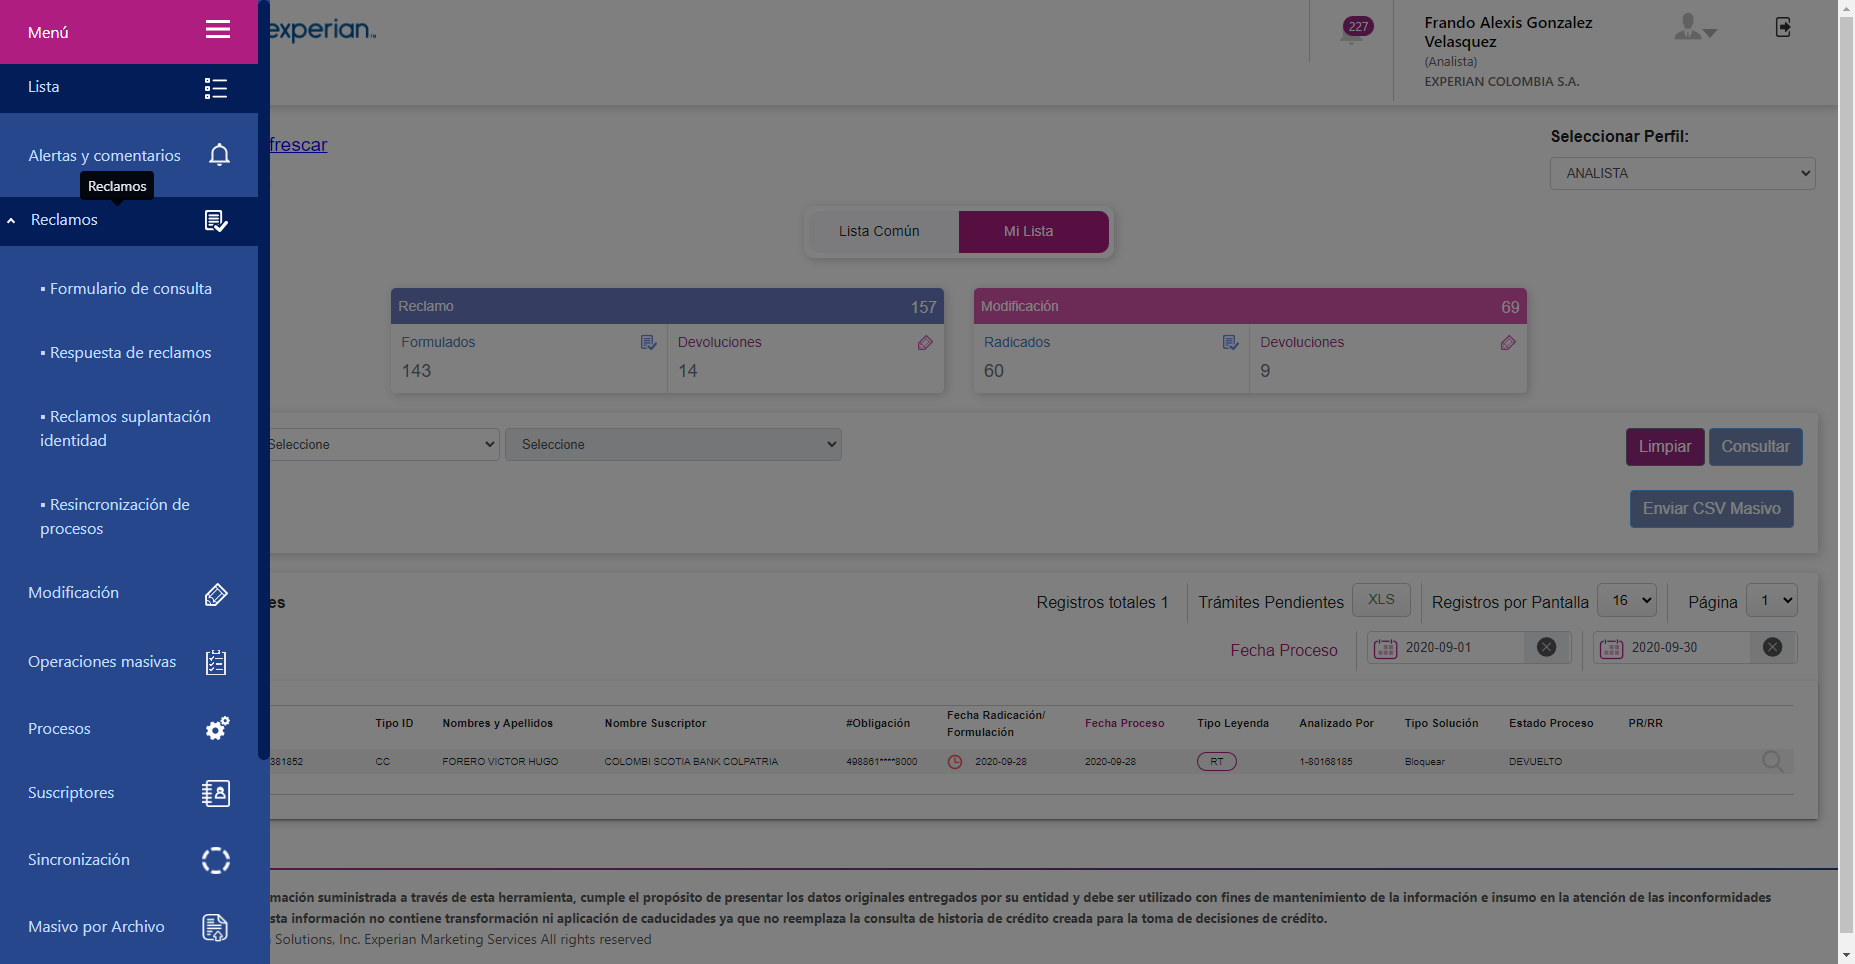 Menú
Lista
Alertas y comentarios
Reclamos
Reclamos
▪ Formulario de consulta
▪ Respuesta de reclamos
▪ Reclamos suplantación
identidad
▪ Resincronización de
procesos
Modificación
Operaciones masivas
Procesos
Suscriptores
Sincronización
Masivo por Archivo
experian™
227
Frando Alexis Gonzalez
Velasquez
(Analista)
EXPERIAN COLOMBIA S.A.
frescar
Seleccionar Perfil:
ANALISTA
Lista Común Mi Lista
Reclamo 157
Formulados Devoluciones
143 14
Modificación 69
Radicados Devoluciones
60 9
Seleccione Seleccione
Limpiar Consultar
Enviar CSV Masivo
es
Registros totales 1 Trámites Pendientes XLS Registros por Pantalla 16 Página 1
Fecha Proceso 2020-09-01 2020-09-30
Tipo ID Nombres y Apellidos Nombre Suscriptor #Obligación Fecha Radicación/ Fecha Proceso Tipo Leyenda Analizado Por Tipo Solución Estado Proceso PR/RR
Formulación
381852 CC FORERO VICTOR HUGO COLOMBI SCOTIA BANK COLPATRIA 498861****8000 2020-09-28 2020-09-28 RT 1-80168185 Bloquear DEVUELTO
mación suministrada a través de esta herramienta, cumple el propósito de presentar los datos originales entregados por su entidad y debe ser utilizado con fines de mantenimiento de la información e insumo en la atención de las inconformidades
sta información no contiene transformación ni aplicación de caducidades ya que no reemplaza la consulta de historia de crédito creada para la toma de decisiones de crédito.
Solutions, Inc. Experian Marketing Services All rights reserved